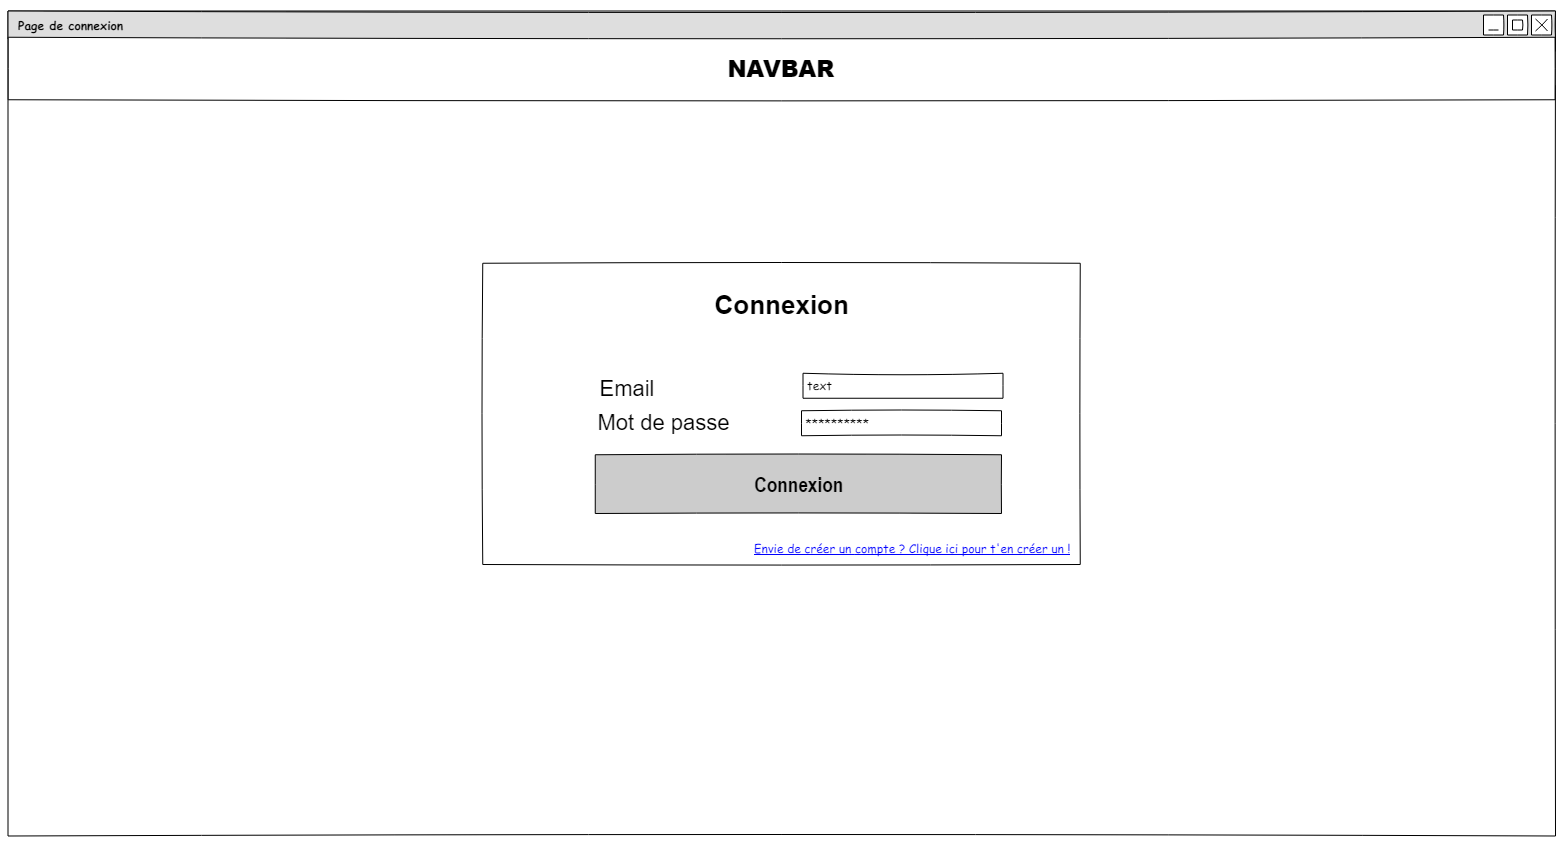 Page de connexion
NAVBAR
Connexion
Email
text
Mot de passe
**********
Connexion
Envie de créer un compte ? Clique ici pour t'en créer un !